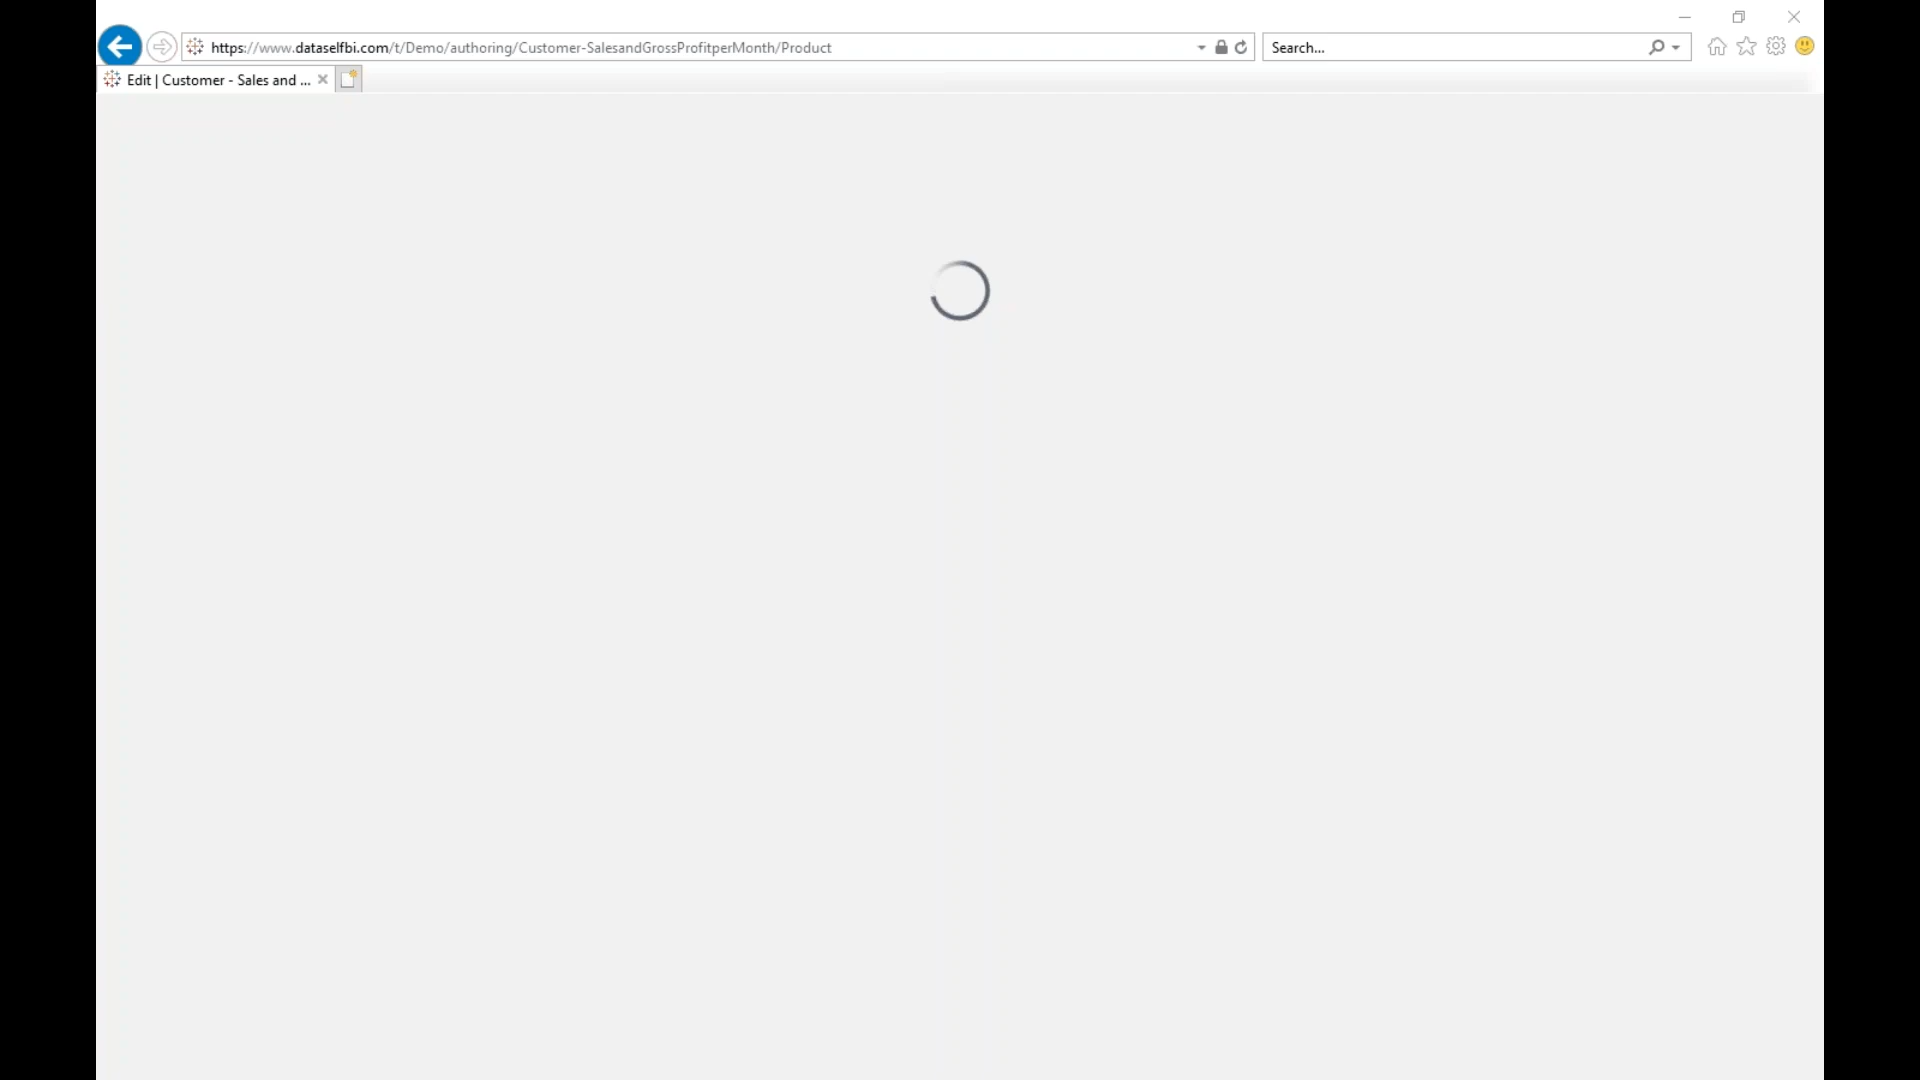 https://www.dataselfbi.com/t/Demo/authoring/Customer-SalesandGrossProfitperMonth/Product
Search...
Edit | Customer - Sales and ...